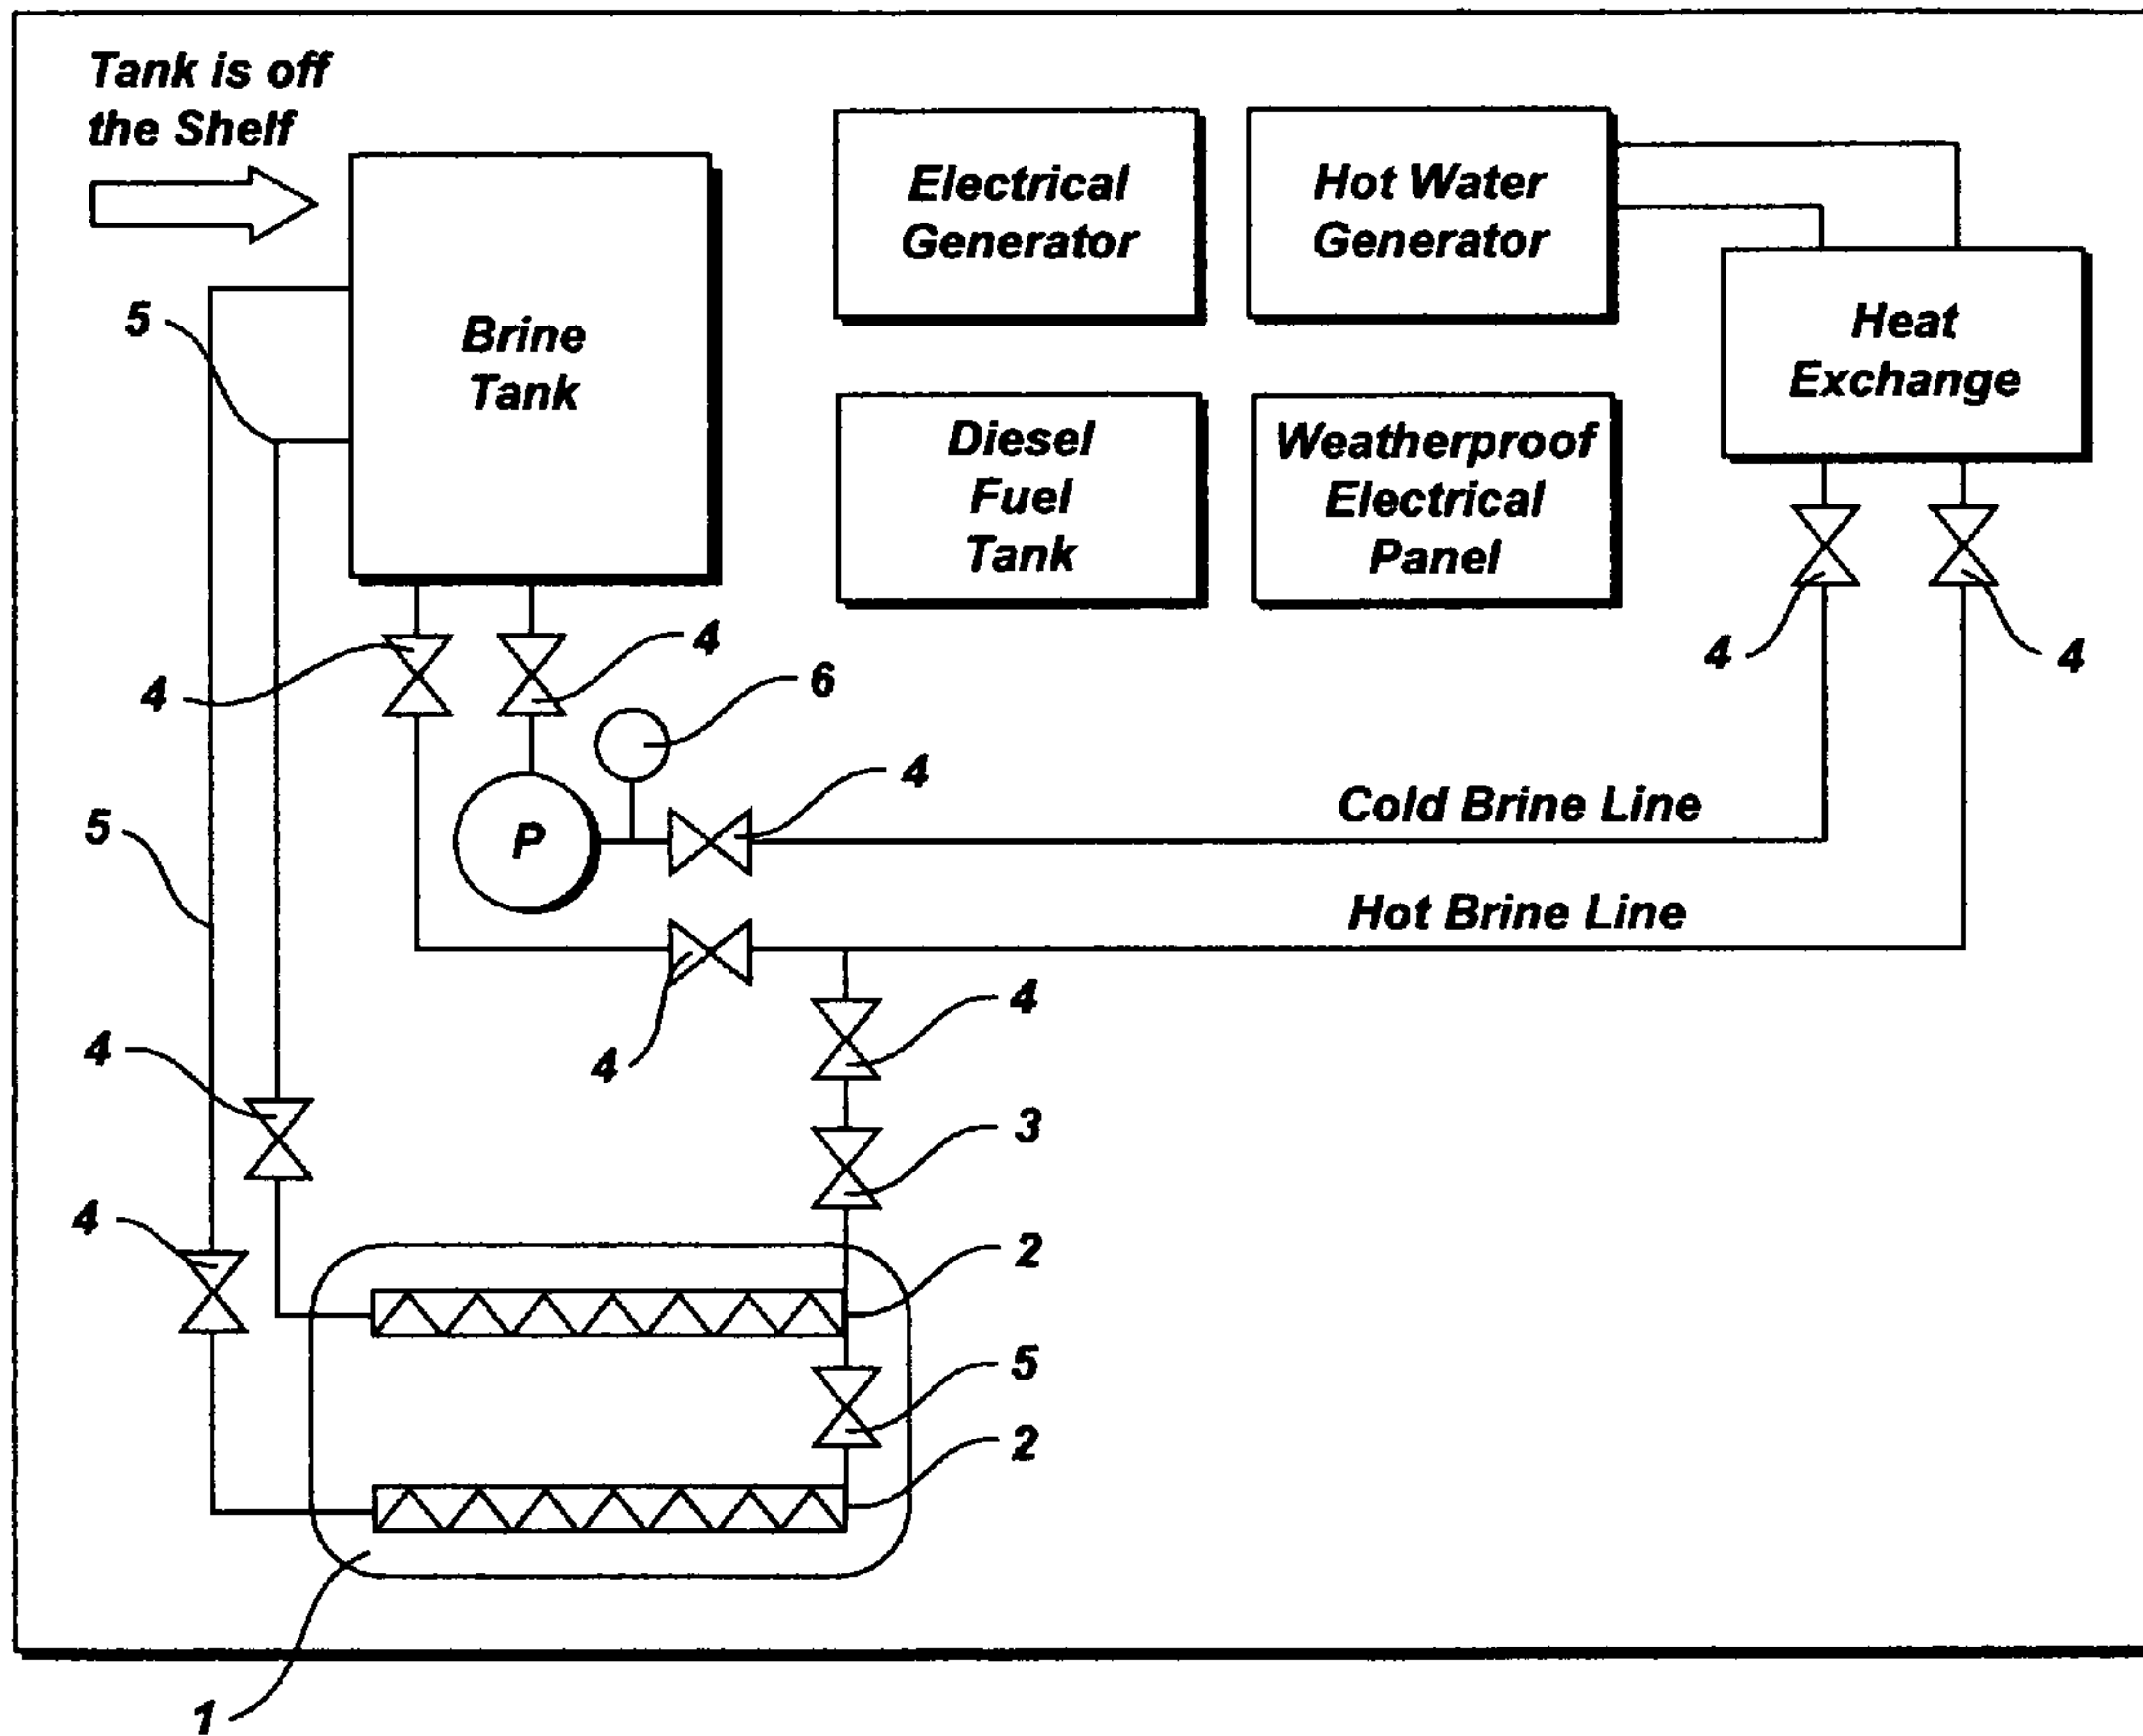 Tank is off
the Shelf
Brine
Tank
Electrical
Generator
Hot Water
Generator
Heat
Exchange
Diesel
Fuel
Tank
Weatherproof
Electrical
Panel
5
4
4
6
4
4
4
P
Cold Brine Line
5
Hot Brine Line
4
4
4
3
4
2
5
2
1